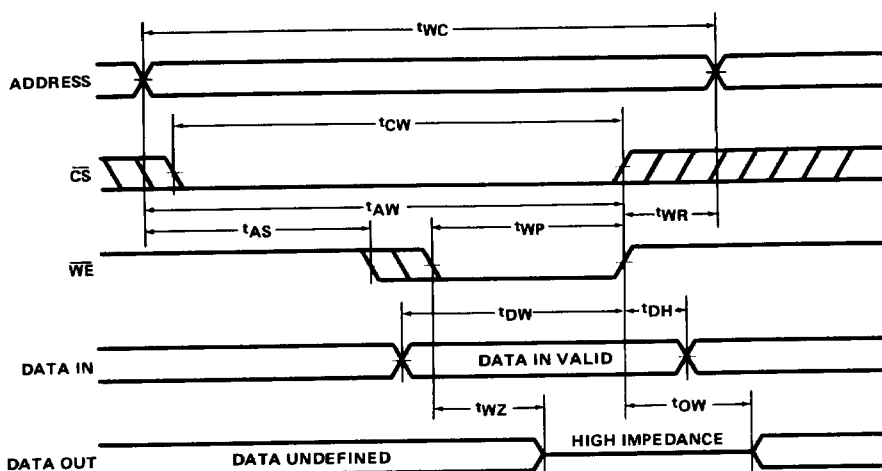 tWC
ADDRESS
tCW
CS
tAW
tWR
tAS
tWP
WE
tDW
tDH
DATA IN
DATA IN VALID
tWZ
tOW
DATA OUT
DATA UNDEFINED
HIGH IMPEDANCE